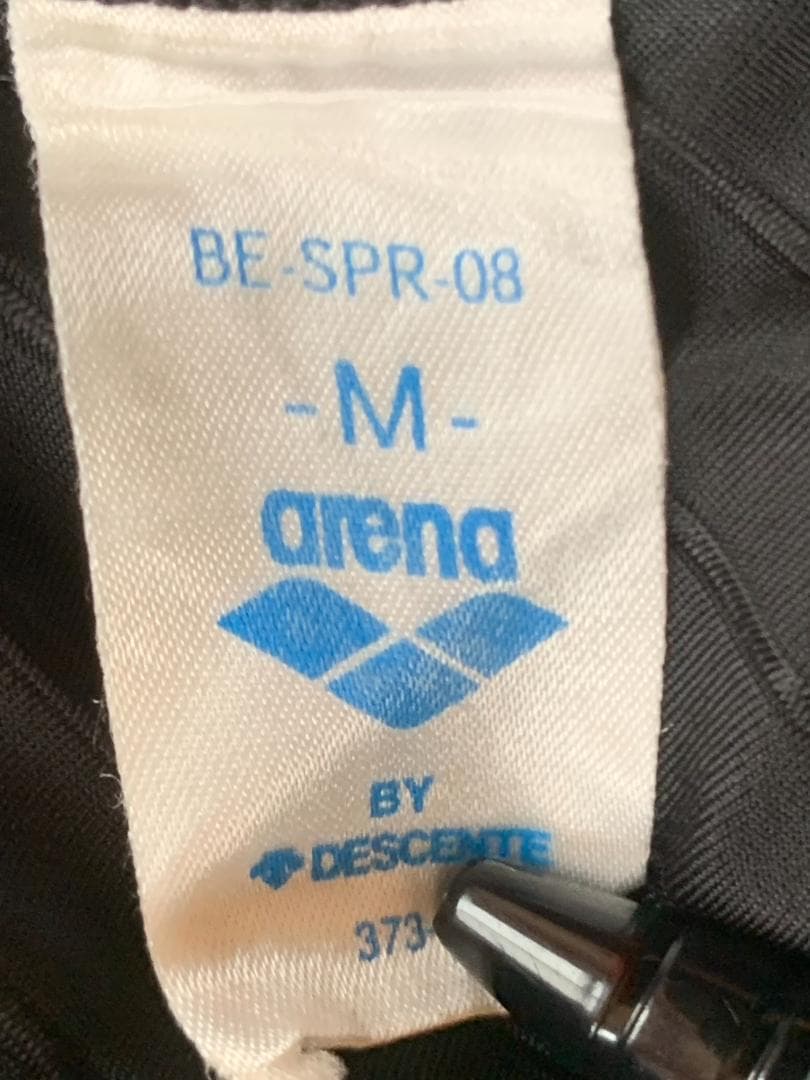 BE-SPR-08
-M-
arena
BY
DESCENTE
373-